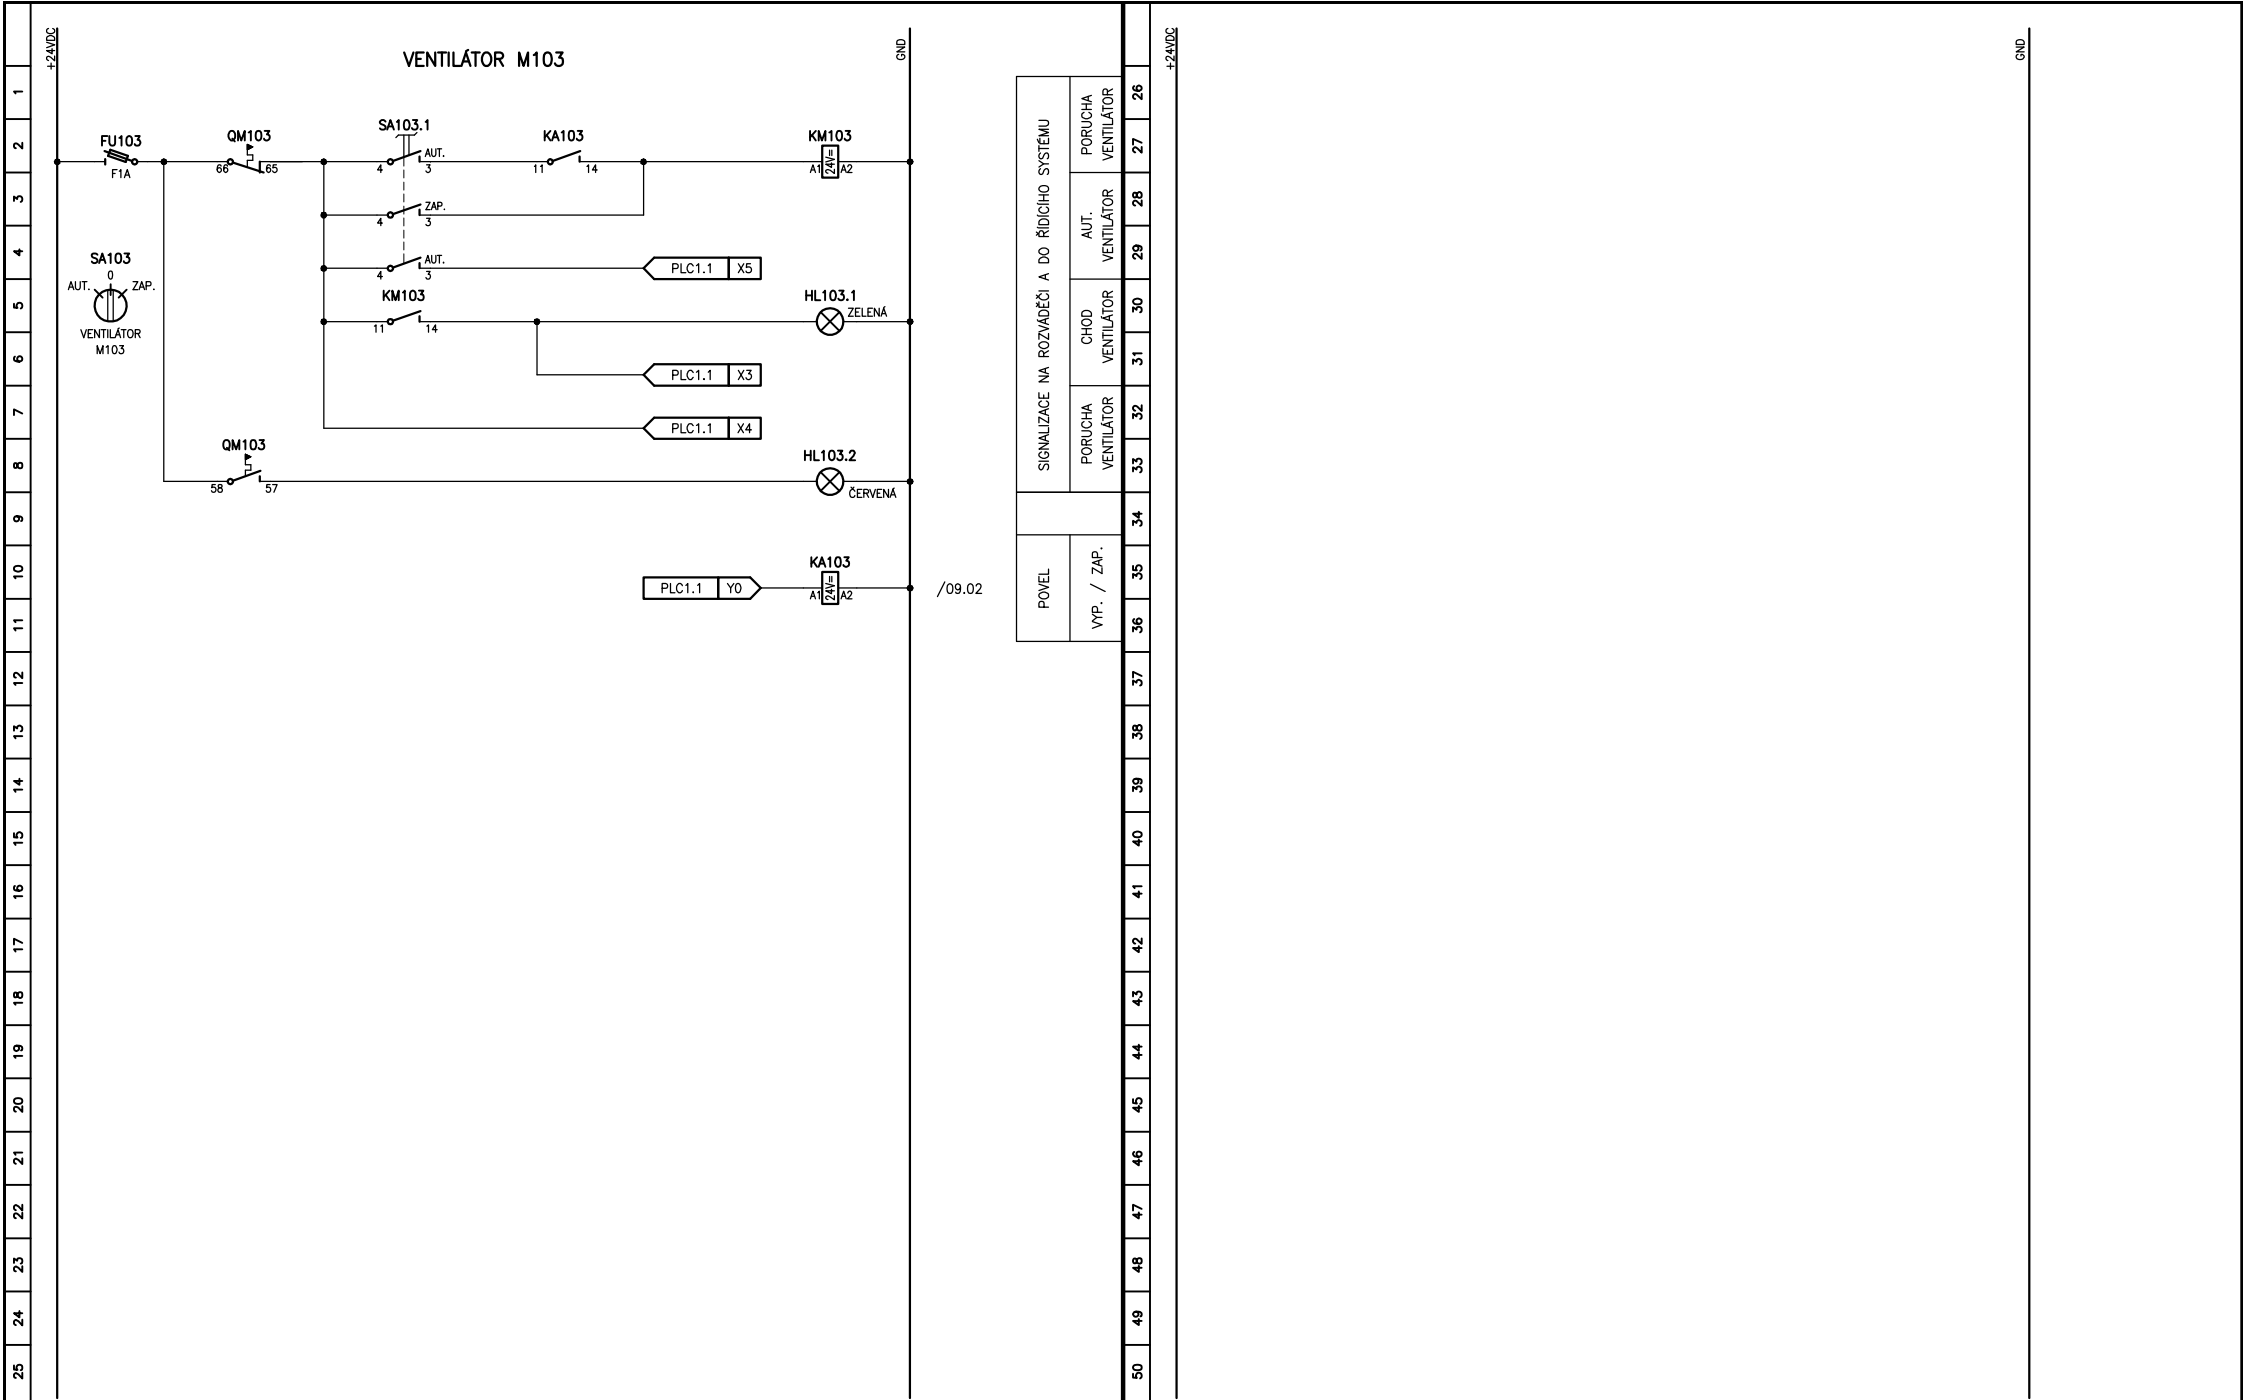 +24VDC
VENTILÁTOR M103
GND
+24VDC
GND
1
2
3
4
5
6
7
8
9
10
11
12
13
14
15
16
17
18
19
20
21
22
23
24
25
FU103
F1A
QM103
66
65
SA103.1
4
AUT.
3
KA103
11
14
KM103
A1
24V=
A2
4
ZAP.
3
4
AUT.
3
PLC1.1
X5
SA103
0
AUT.
ZAP.
VENTILÁTOR
M103
KM103
11
14
HL103.1
ZELENÁ
PLC1.1
X3
PLC1.1
X4
QM103
58
57
HL103.2
ČERVENÁ
PLC1.1
Y0
KA103
A1
24V=
A2
/09.02
SIGNALIZACE NA ROZVÁDĚČI A DO ŘIDICÍHO SYSTÉMU
PORUCHA
VENTILÁTOR
AUT.
VENTILÁTOR
CHOD
VENTILÁTOR
PORUCHA
VENTILÁTOR
POVEL
VYP. / ZAP.
26
27
28
29
30
31
32
33
34
35
36
37
38
39
40
41
42
43
44
45
46
47
48
49
50